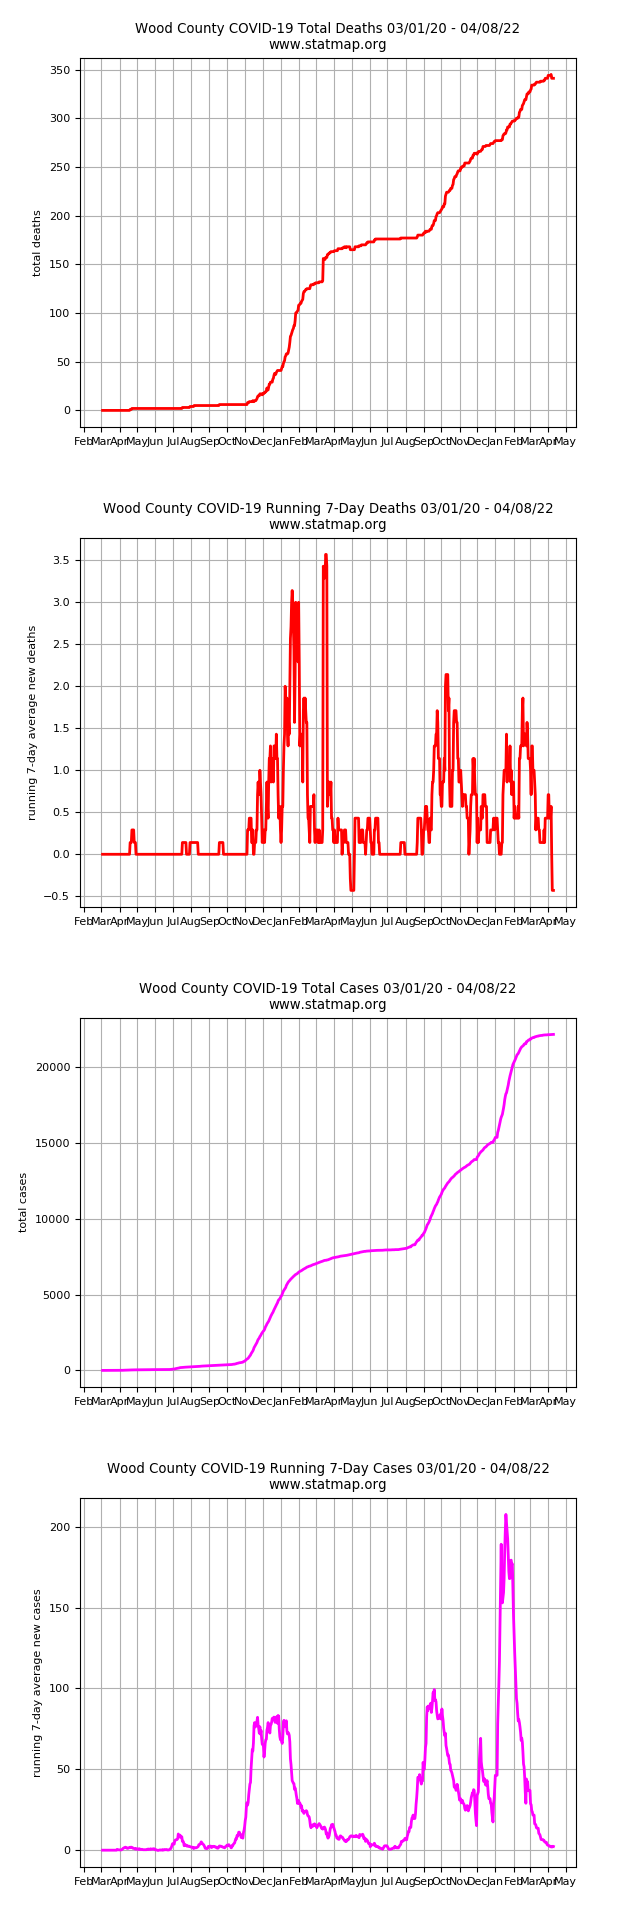 Wood County COVID-19 Total Deaths 03/01/20 - 04/08/22
www.statmap.org
350
300
250
200
150
100
50
0
total deaths
Feb Mar Apr May Jun Jul Aug Sep Oct Nov Dec Jan Feb Mar Apr May Jun Jul Aug Sep Oct Nov Dec Jan Feb Mar Apr May
Wood County COVID-19 Running 7-Day Deaths 03/01/20 - 04/08/22
www.statmap.org
3.5
3.0
2.5
2.0
1.5
1.0
0.5
0.0
−0.5
running 7-day average new deaths
Feb Mar Apr May Jun Jul Aug Sep Oct Nov Dec Jan Feb Mar Apr May Jun Jul Aug Sep Oct Nov Dec Jan Feb Mar Apr May
Wood County COVID-19 Total Cases 03/01/20 - 04/08/22
www.statmap.org
20000
15000
10000
5000
0
total cases
Feb Mar Apr May Jun Jul Aug Sep Oct Nov Dec Jan Feb Mar Apr May Jun Jul Aug Sep Oct Nov Dec Jan Feb Mar Apr May
Wood County COVID-19 Running 7-Day Cases 03/01/20 - 04/08/22
www.statmap.org
200
150
100
50
0
running 7-day average new cases
Feb Mar Apr May Jun Jul Aug Sep Oct Nov Dec Jan Feb Mar Apr May Jun Jul Aug Sep Oct Nov Dec Jan Feb Mar Apr May